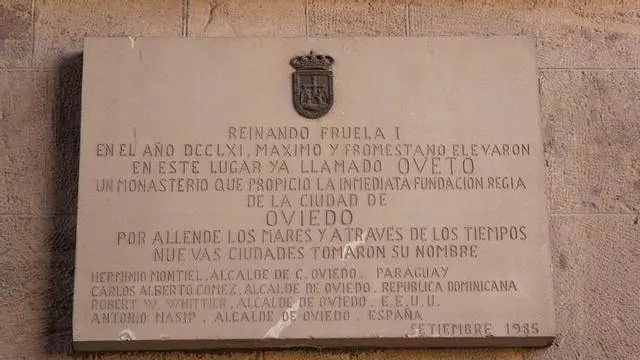 REINANDO FRUELA I
EN EL AÑO DCCLXI, MAXIMO Y FROMESTANO ELEVARON
EN ESTE LUGAR YA LLAMADO OVETO
UN MONASTERIO QUE PROPICIO LA INMEDIATA FUNDACION REGIA
DE LA CIUDAD DE
OVIEDO
POR ALLENDE LOS MARES Y ATRAVES DE LOS TIEMPOS
NUEVAS CIUDADES TOMARON SU NOMBRE
HERMINIO MONTIEL, ALCALDE DE C. OVIEDO. PARAGUAY
CARLOS ALBERTO GOMEZ, ALCALDE DE OVIEDO. REPUBLICA DOMINICANA
ROBERT W. WHITTIER, ALCALDE DE OVIEDO. E.E.U.U.
ANTONIO MASIP, ALCALDE DE OVIEDO. ESPAÑA
SETIEMBRE 1985